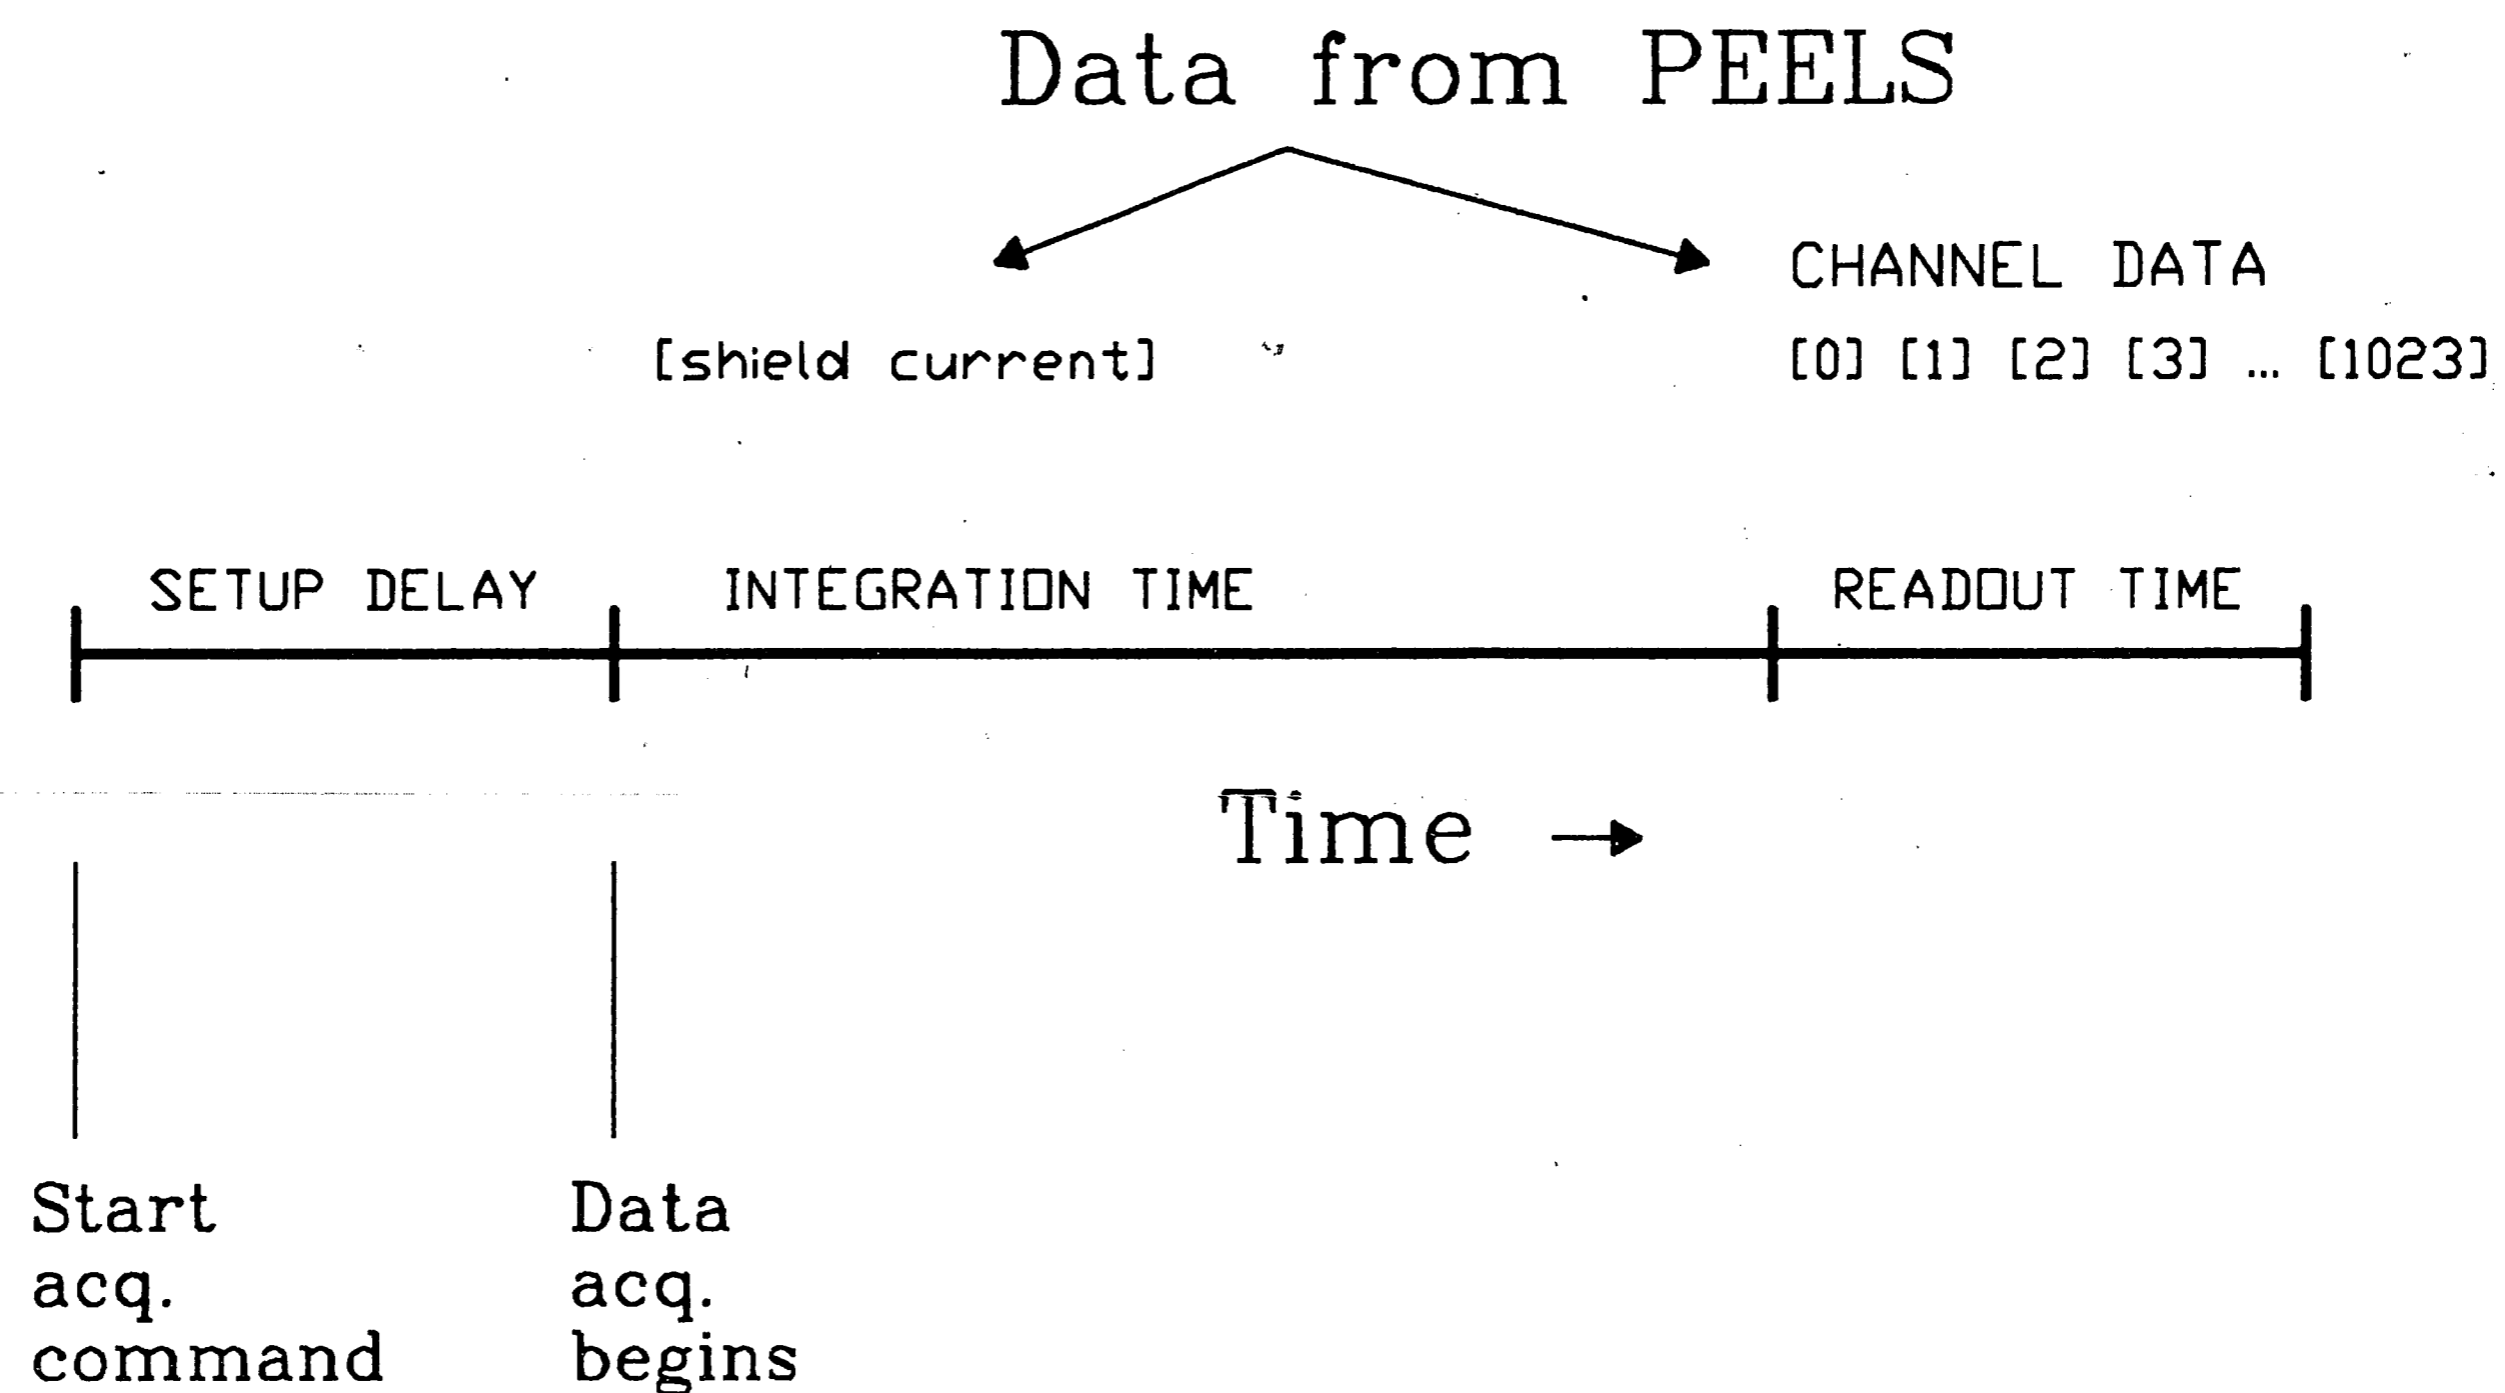 Data from PEELS
CHANNEL DATA
[shield current]
[0] [1] [2] [3] ... [1023]
SETUP DELAY
INTEGRATION TIME
READOUT TIME
Time
Start
acq.
command
Data
acq.
begins